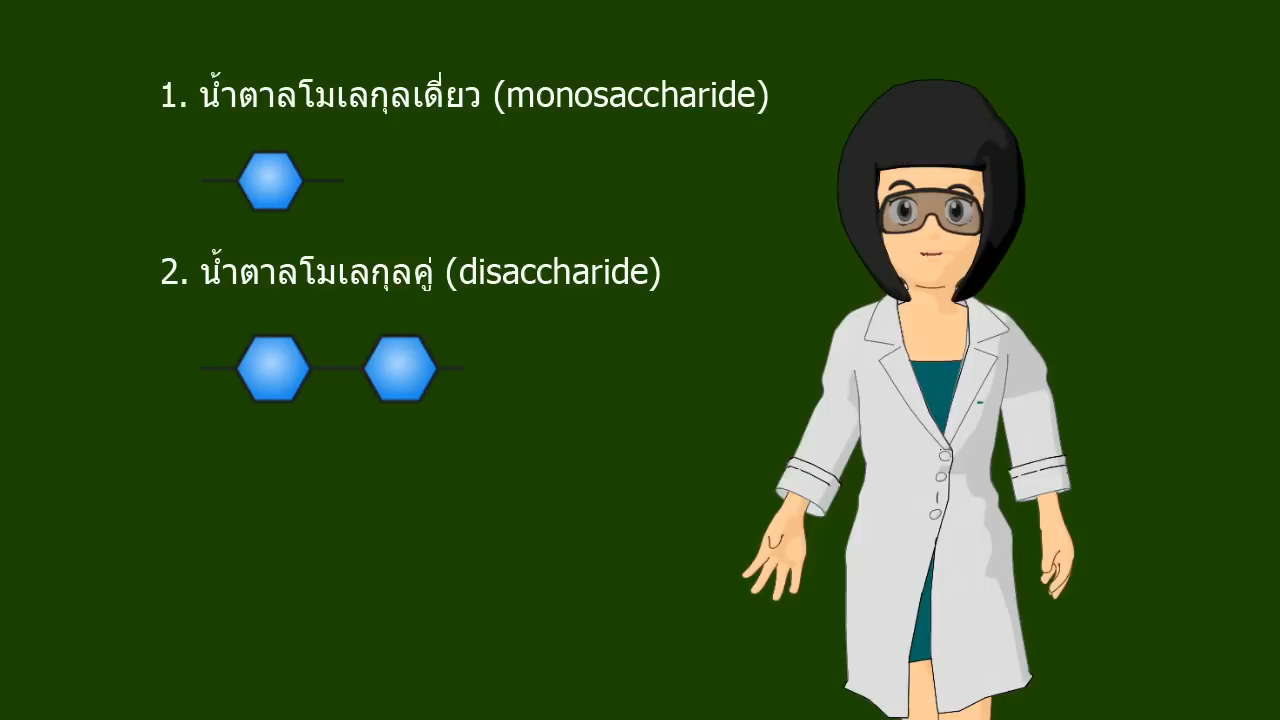 1. น้ำตาลโมเลกุลเดี่ยว (monosaccharide)
2. น้ำตาลโมเลกุลคู่ (disaccharide)